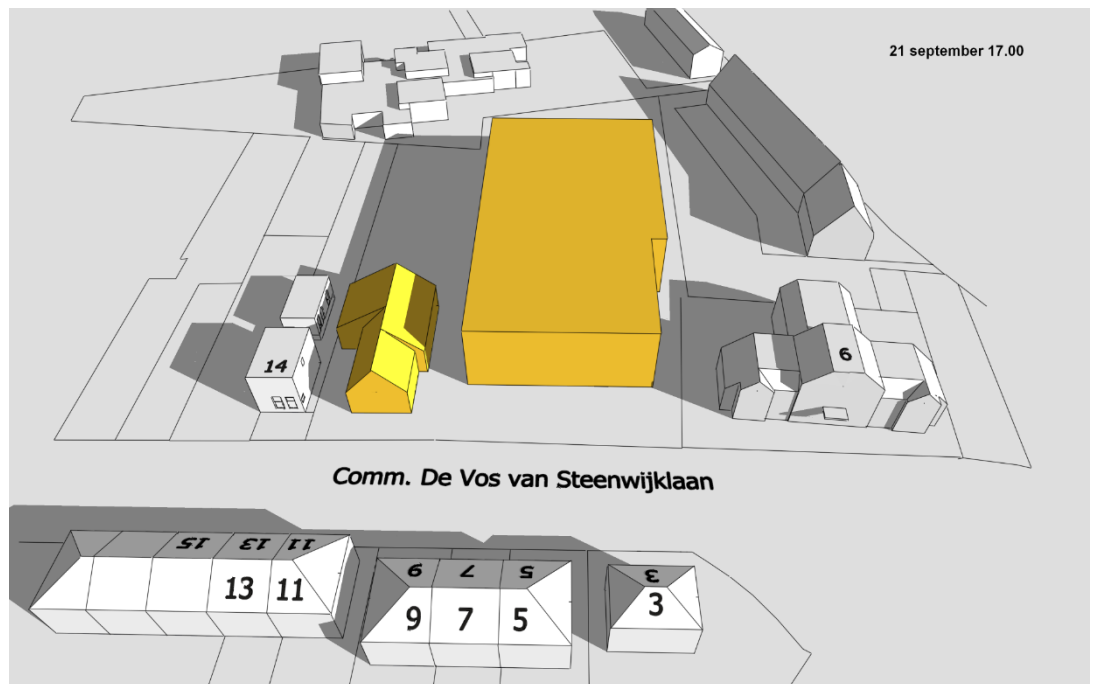 21 september 17.00
14
6
Comm. De Vos van Steenwijklaan
15 13 11
13 11
9 7 5
3
9 7 5
3